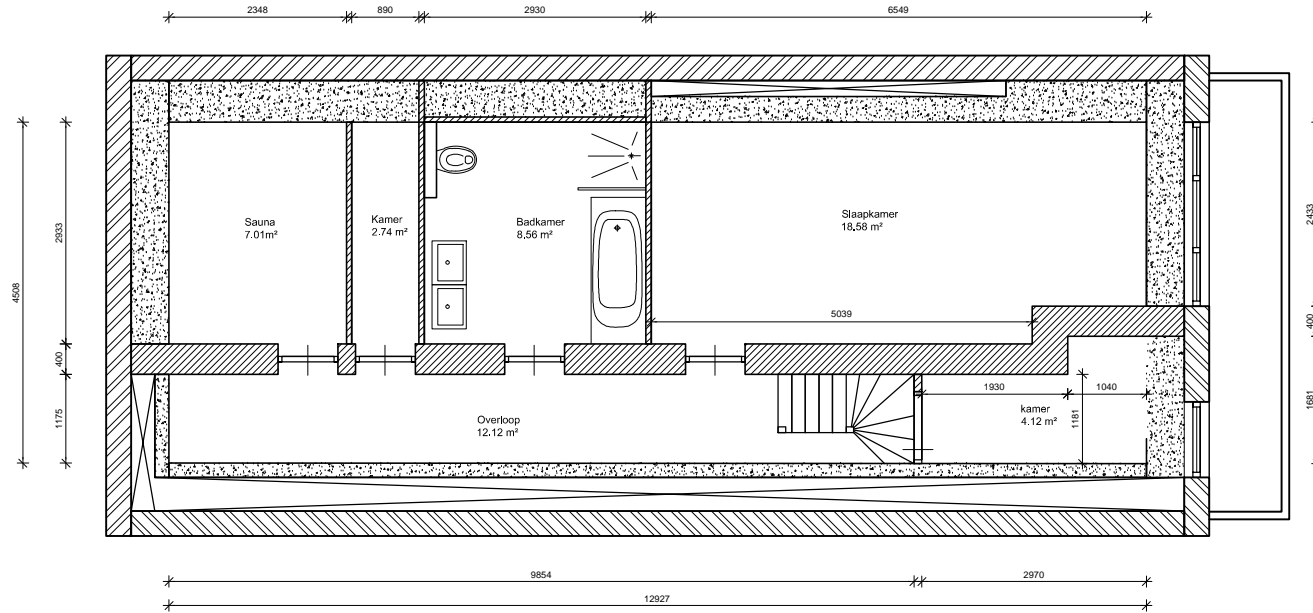 2348
890
2930
6549
4508
2933
400
1175
Sauna
7.01m²
Kamer
2.74 m²
Badkamer
8,56 m²
Slaapkamer
18,58 m²
5039
2433
400
1681
Overloop
12.12 m²
1930
1040
kamer
4.12 m²
1181
9854
2970
12927